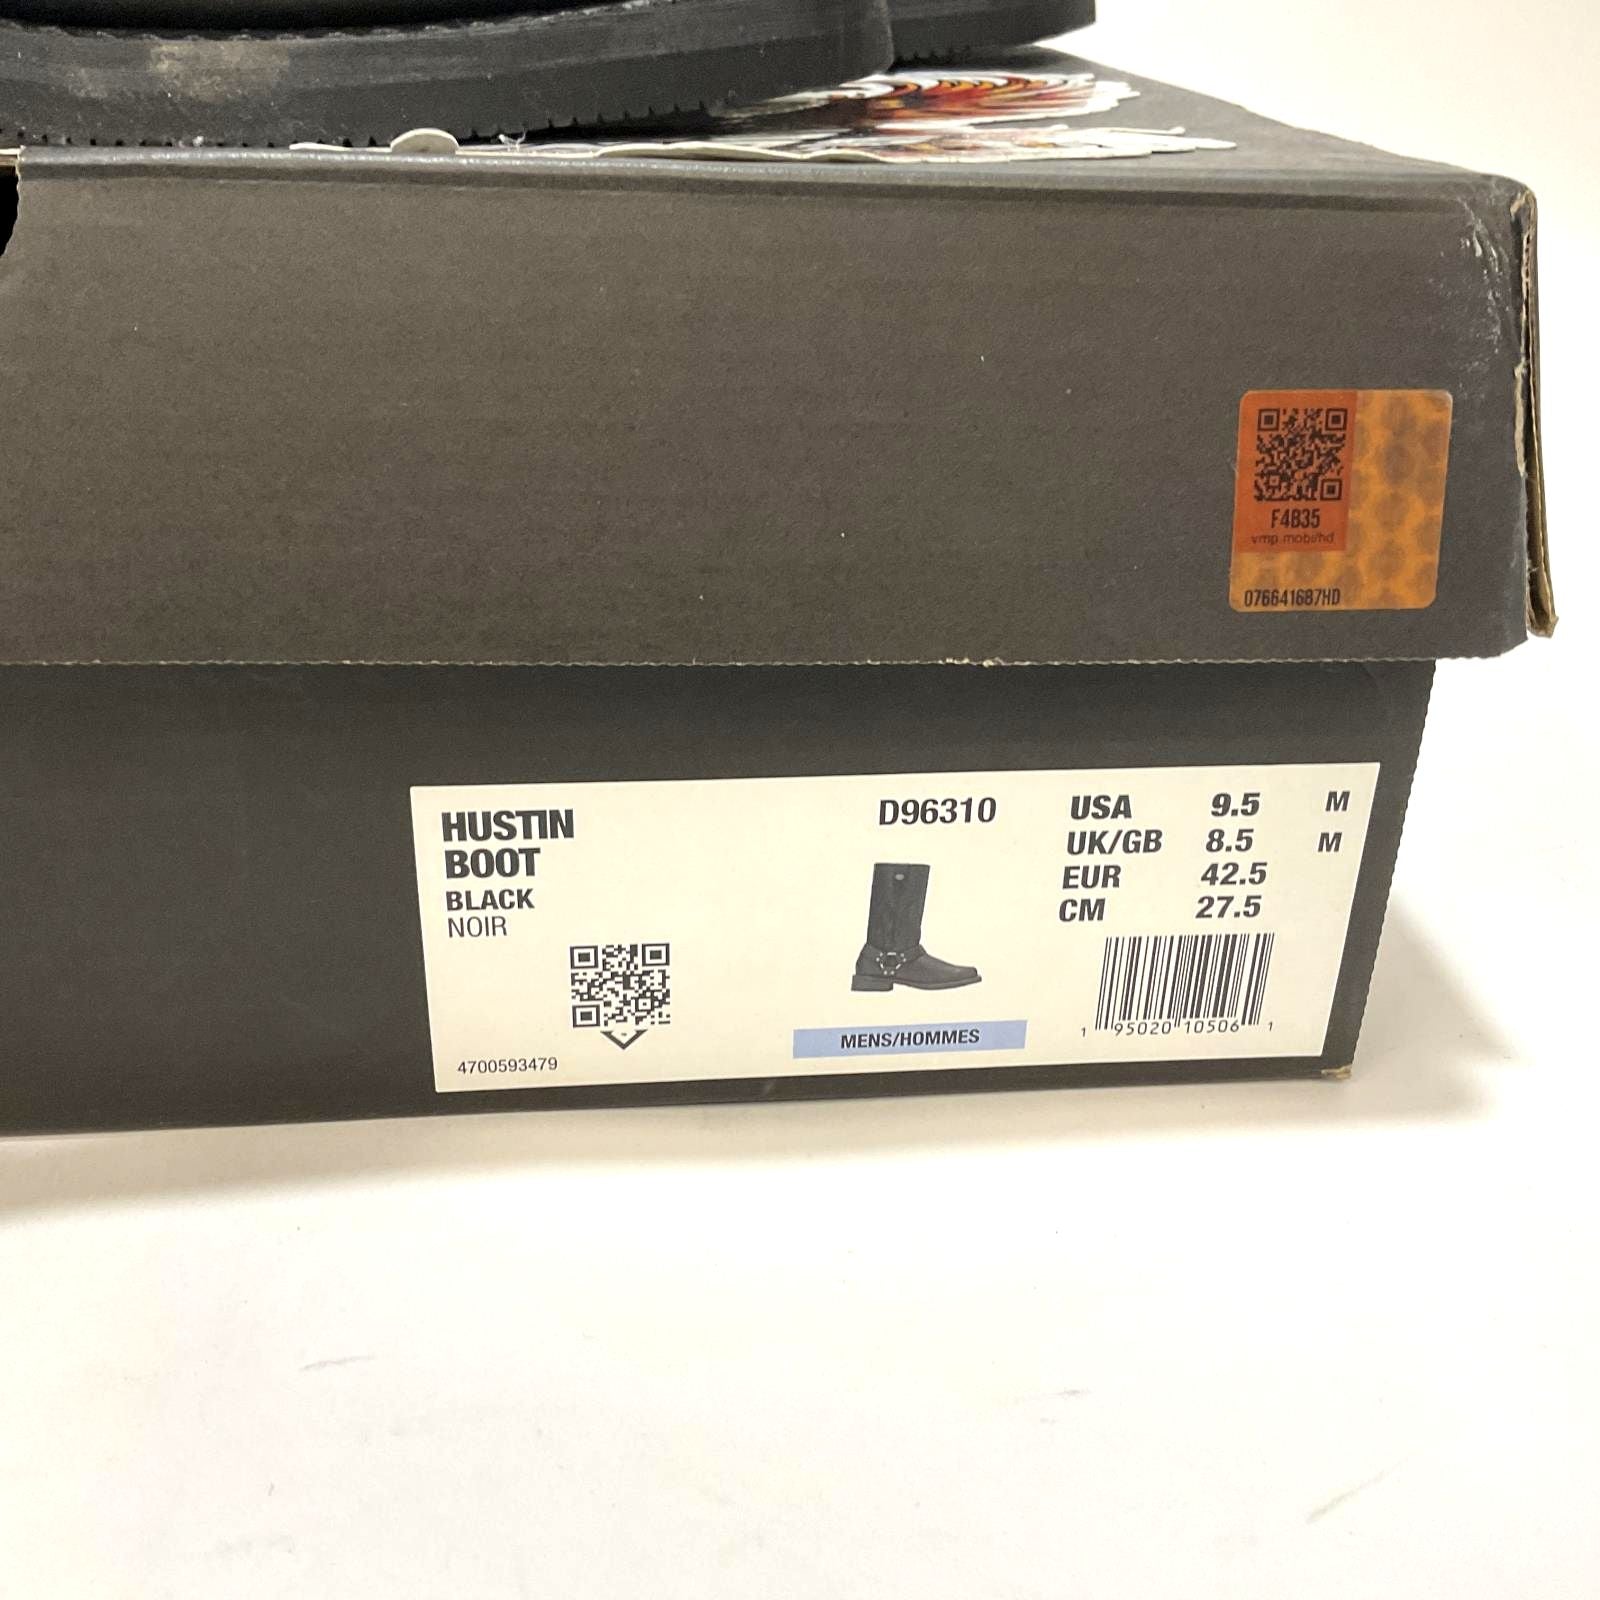 F4B35
vmp.mobi/hd
076641687HD
HUSTIN
BOOT
BLACK
NOIR
4700593479
D96310
MENS/HOMMES
USA 9.5 M
UK/GB 8.5 M
EUR 42.5
CM 27.5
1 95020 10506 1